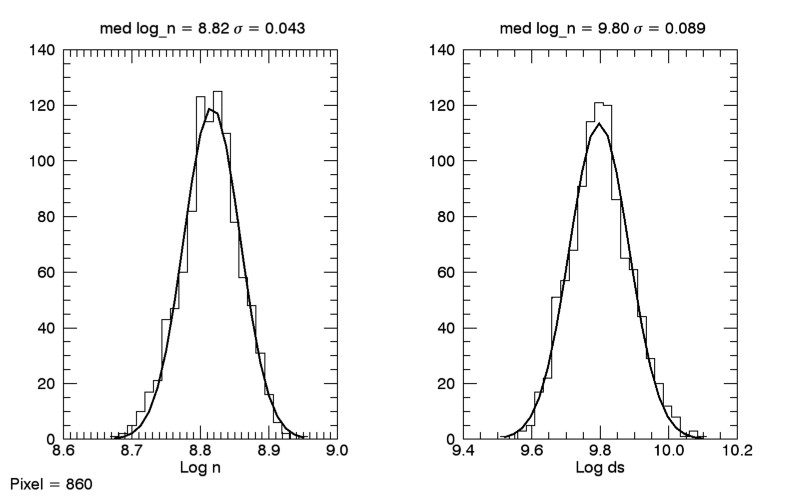 med log_n = 8.82 σ = 0.043
140
120
100
80
60
40
20
0
8.6 8.7 8.8 8.9 9.0
Log n
med log_n = 9.80 σ = 0.089
140
120
100
80
60
40
20
0
9.4 9.6 9.8 10.0 10.2
Log ds
Pixel = 860